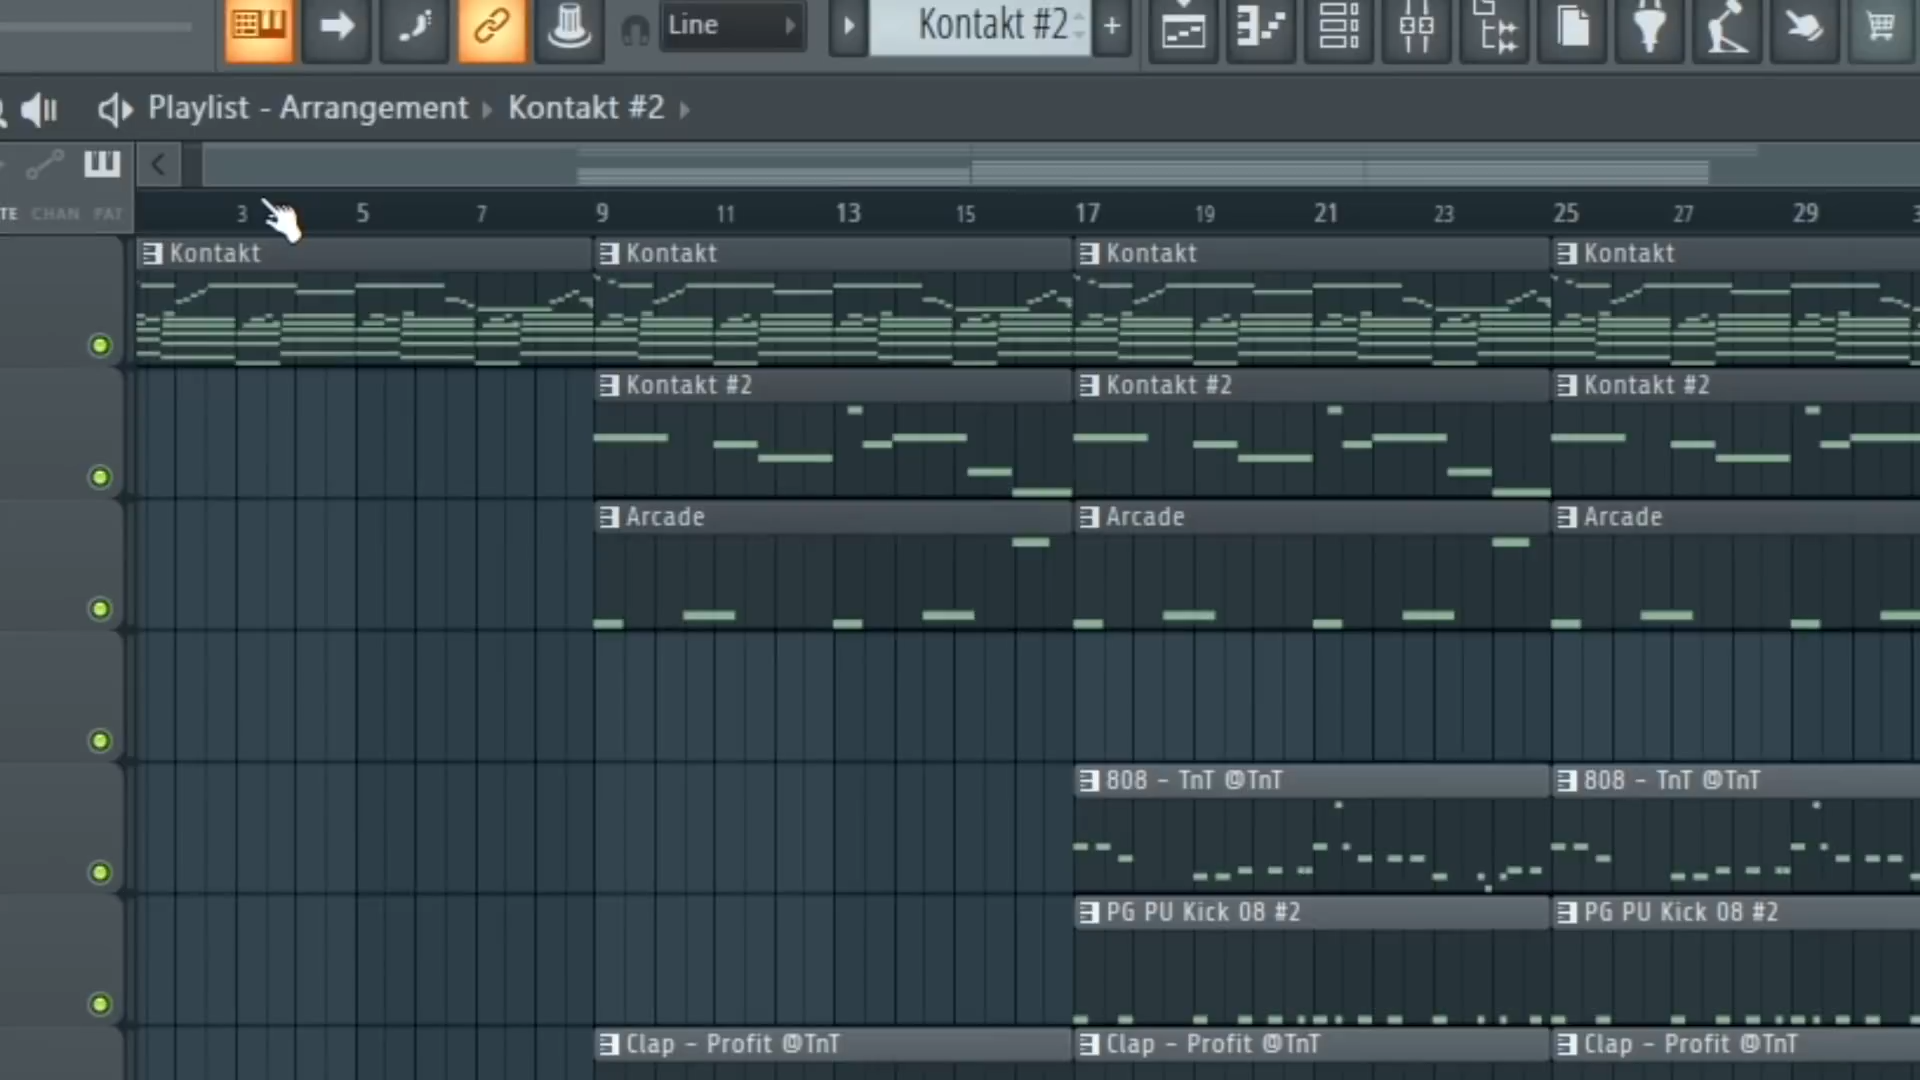 Line
Kontakt #2
+
Playlist - Arrangement Kontakt #2
TE CHAN PAT
3 5 7 9 11 13 15 17 19 21 23 25 27 29
Kontakt Kontakt Kontakt Kontakt
Kontakt #2 Kontakt #2 Kontakt #2
Arcade Arcade Arcade
808 - TnT @TnT 808 - TnT @TnT
PG PU Kick 08 #2 PG PU Kick 08 #2
Clap - Profit @TnT Clap - Profit @TnT Clap - Profit @TnT